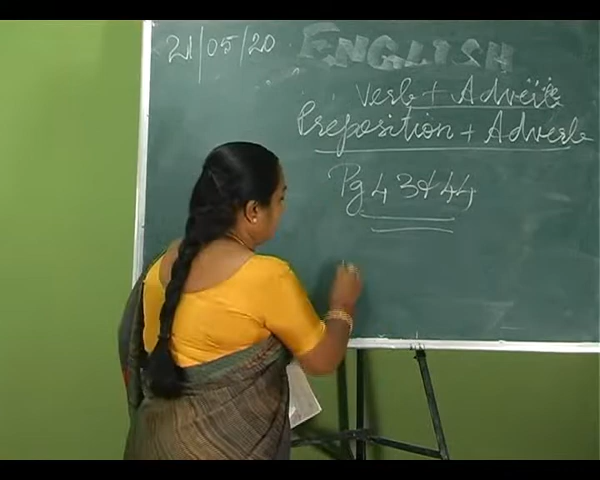 21/05/20
ENGLISH
Verb + Adverb
Preposition + Adverb
Pg 43 & 44